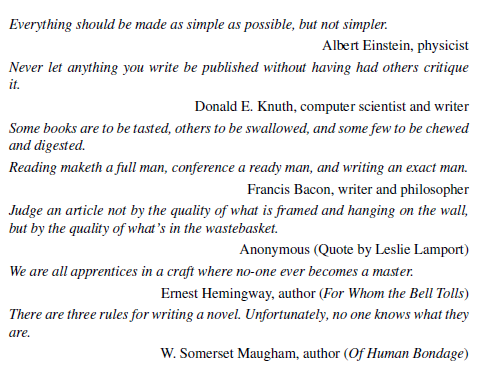 Everything should be made as simple as possible, but not simpler.
Albert Einstein, physicist
Never let anything you write be published without having had others critique
it.
Donald E. Knuth, computer scientist and writer
Some books are to be tasted, others to be swallowed, and some few to be chewed
and digested.
Reading maketh a full man, conference a ready man, and writing an exact man.
Francis Bacon, writer and philosopher
Judge an article not by the quality of what is framed and hanging on the wall,
but by the quality of what's in the wastebasket.
Anonymous (Quote by Leslie Lamport)
We are all apprentices in a craft where no-one ever becomes a master.
Ernest Hemingway, author (For Whom the Bell Tolls)
There are three rules for writing a novel. Unfortunately, no one knows what they
are.
W. Somerset Maugham, author (Of Human Bondage)